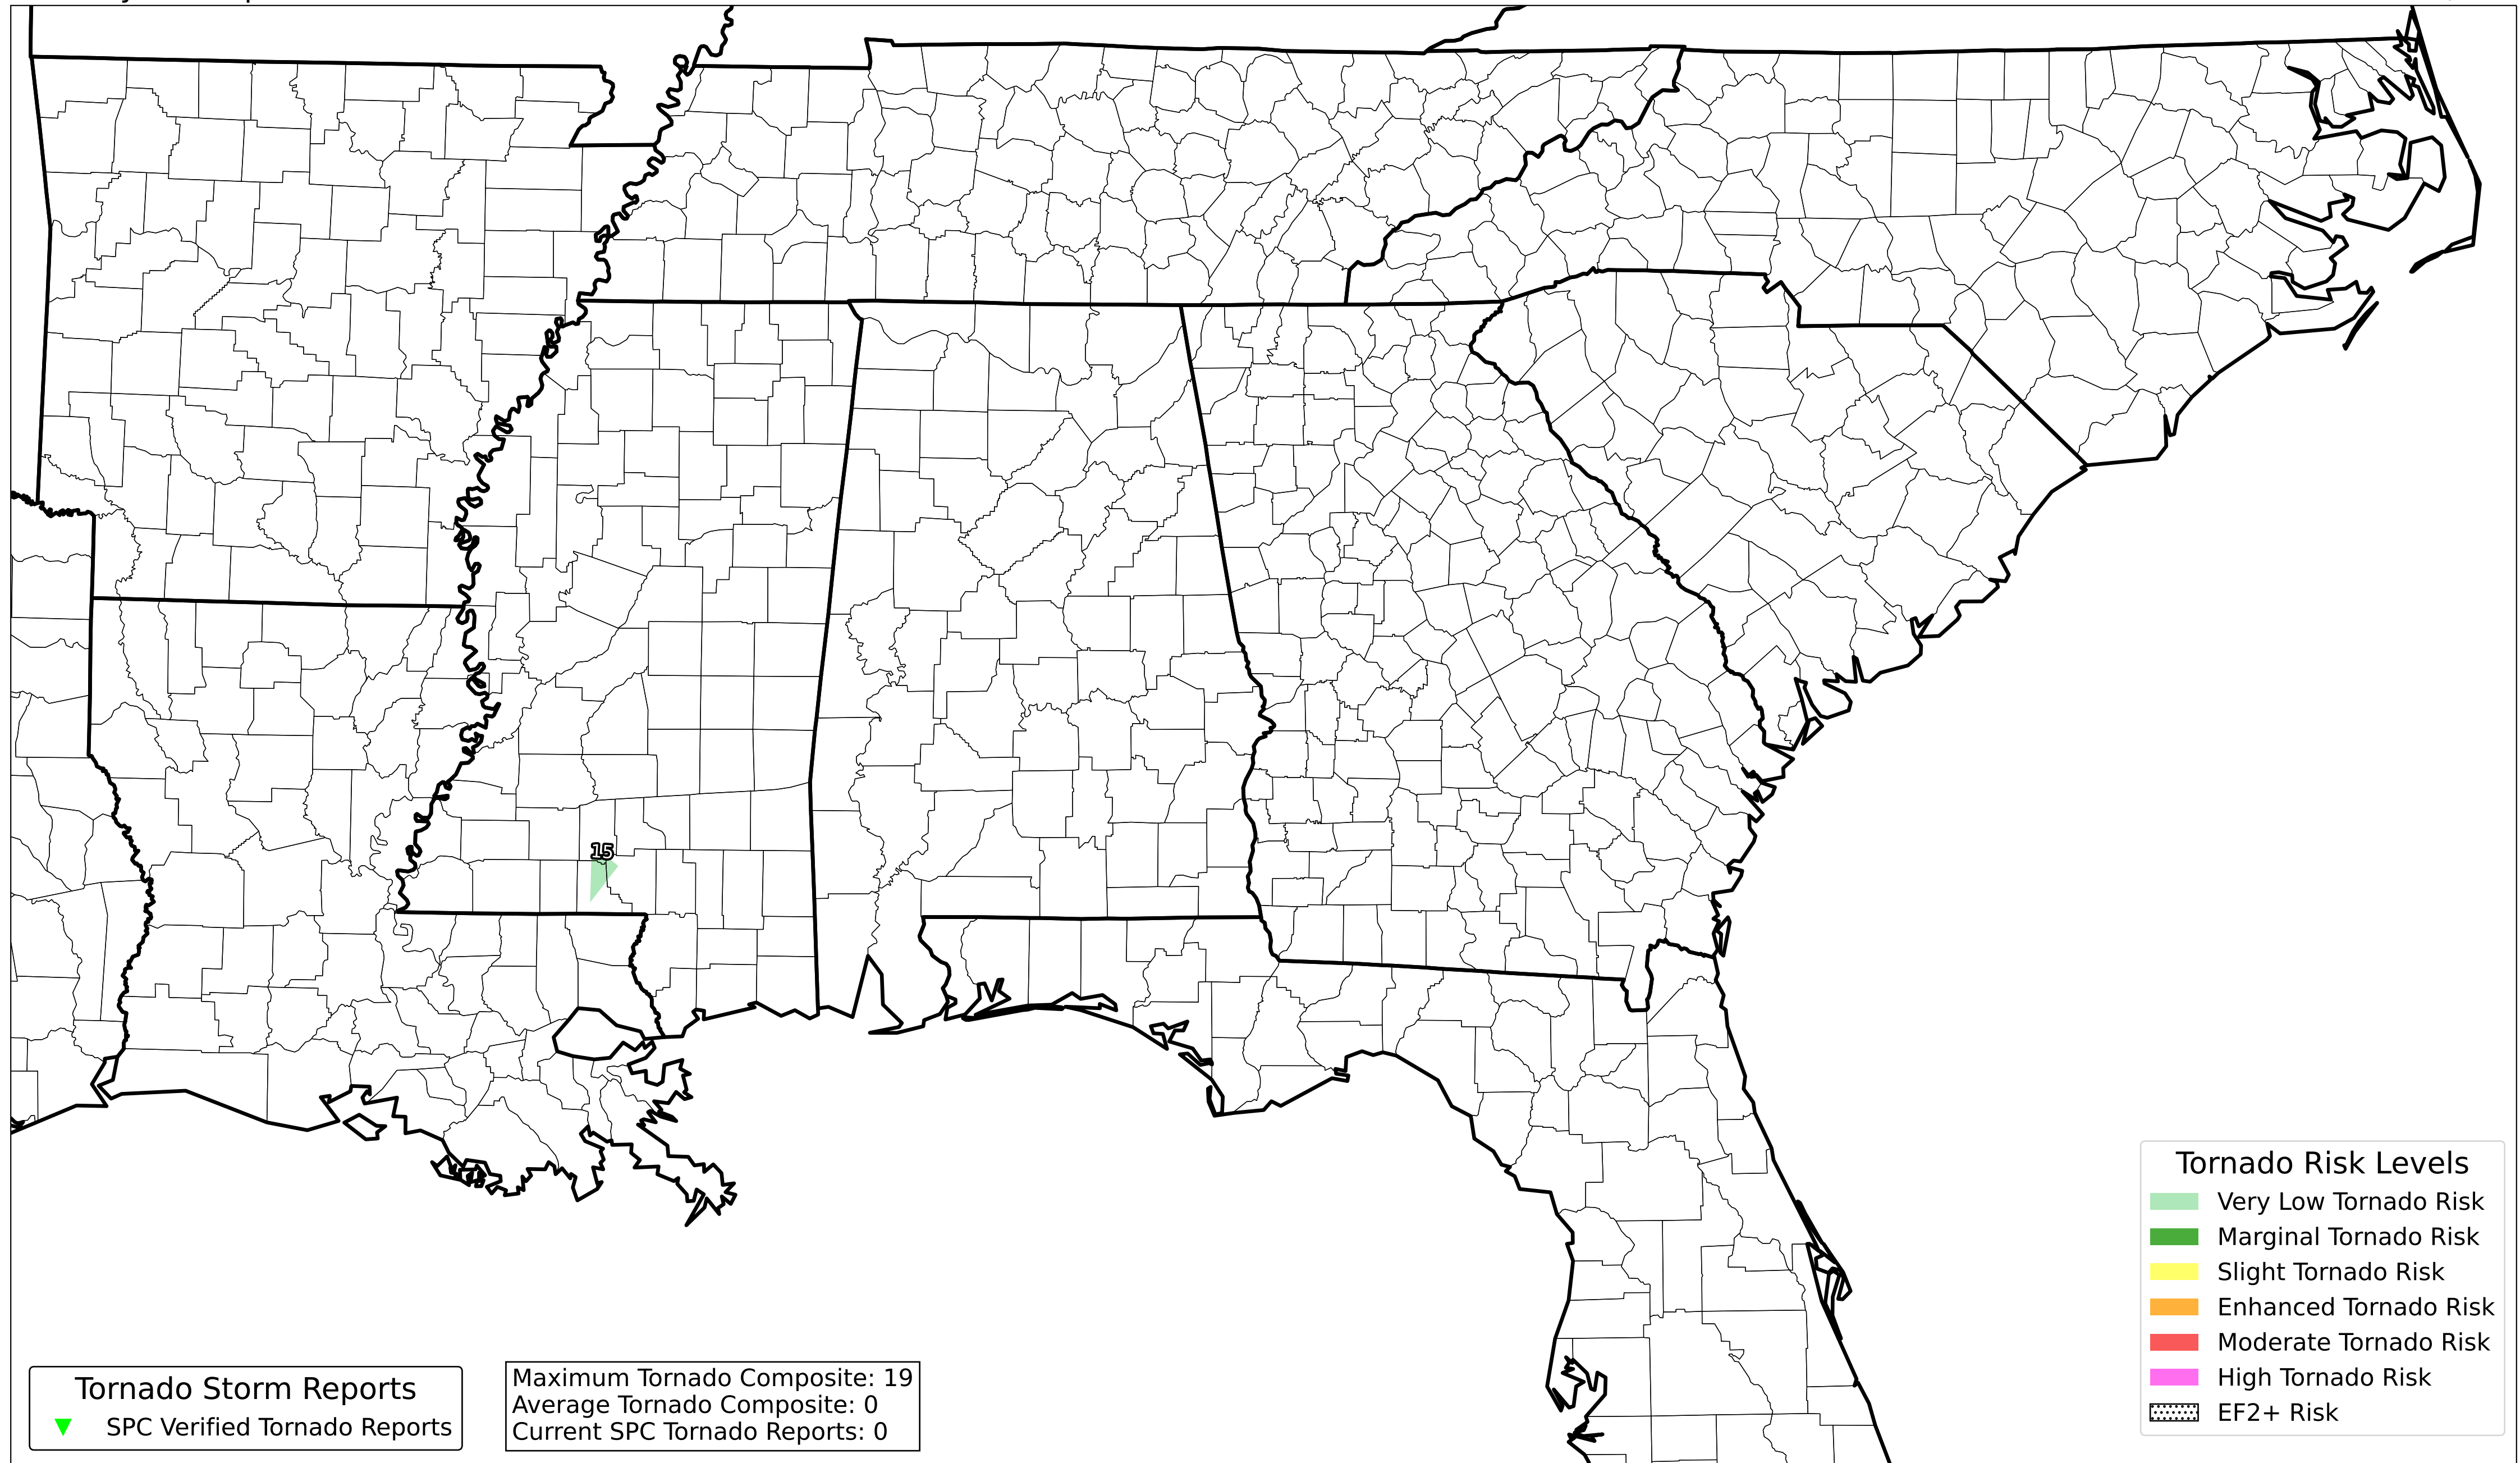 15
Tornado Risk Levels
Very Low Tornado Risk
Marginal Tornado Risk
Slight Tornado Risk
Enhanced Tornado Risk
Moderate Tornado Risk
High Tornado Risk
EF2+ Risk
Tornado Storm Reports
SPC Verified Tornado Reports
Maximum Tornado Composite: 19
Average Tornado Composite: 0
Current SPC Tornado Reports: 0